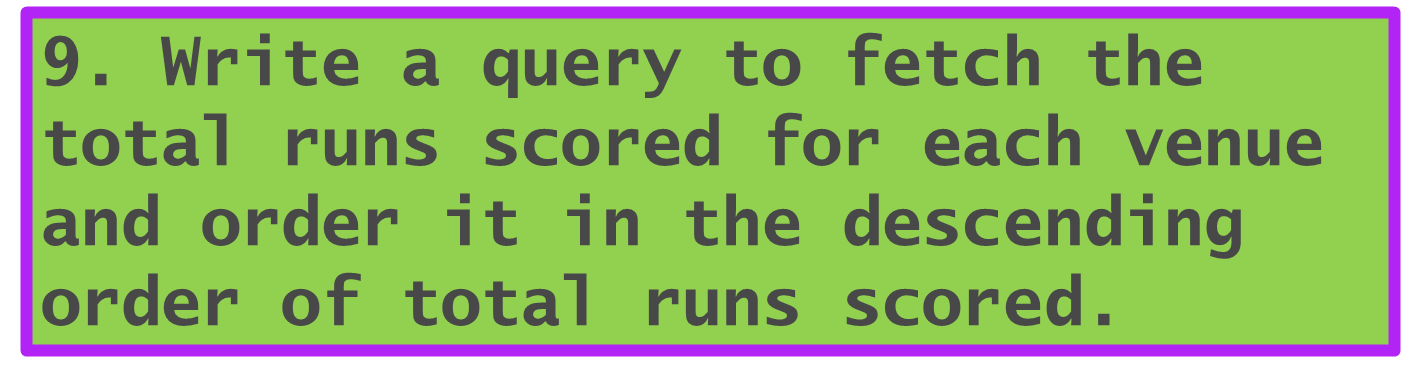 9. Write a query to fetch the
total runs scored for each venue
and order it in the descending
order of total runs scored.